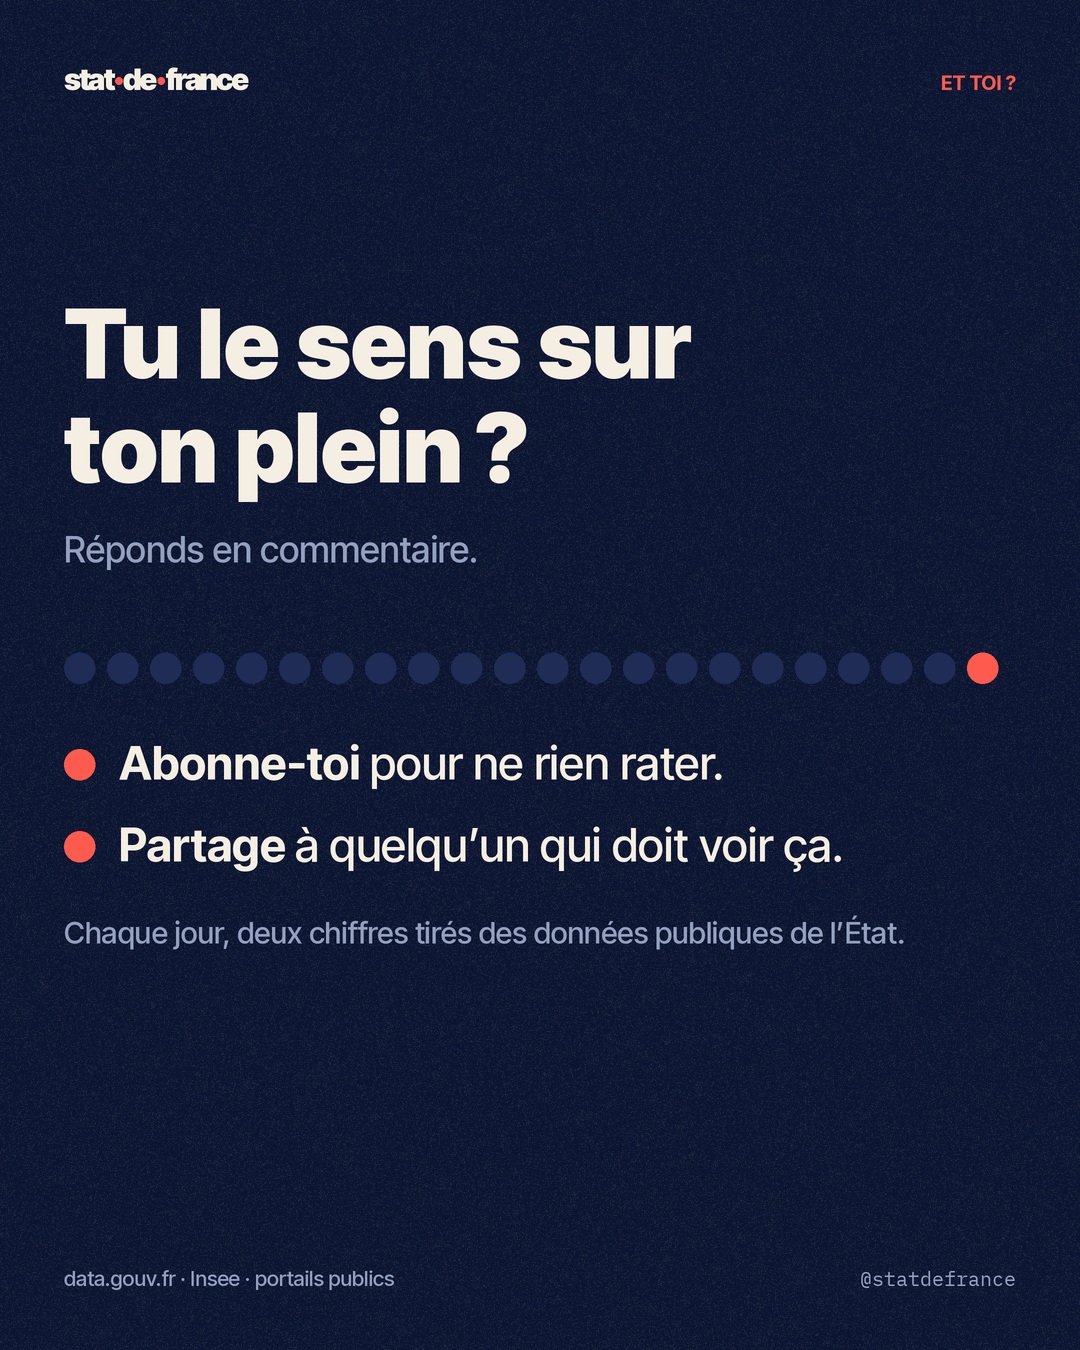 stat·de·france
ET TOI ?
Tu le sens sur
ton plein ?
Réponds en commentaire.
Abonne-toi pour ne rien rater.
Partage à quelqu’un qui doit voir ça.
Chaque jour, deux chiffres tirés des données publiques de l’État.
data.gouv.fr · Insee · portails publics
@statdefrance